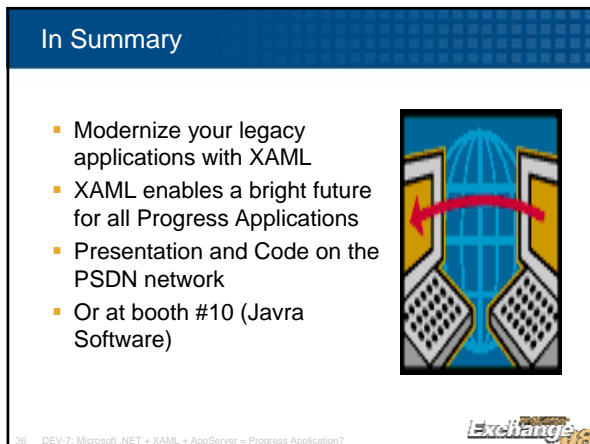 In Summary
Modernize your legacy
applications with XAML
XAML enables a bright future
for all Progress Applications
Presentation and Code on the
PSDN network
Or at booth #10 (Javra
Software)
36 DEV-7: Microsoft .NET + XAML + AppServer = Progress Application?
Exchange